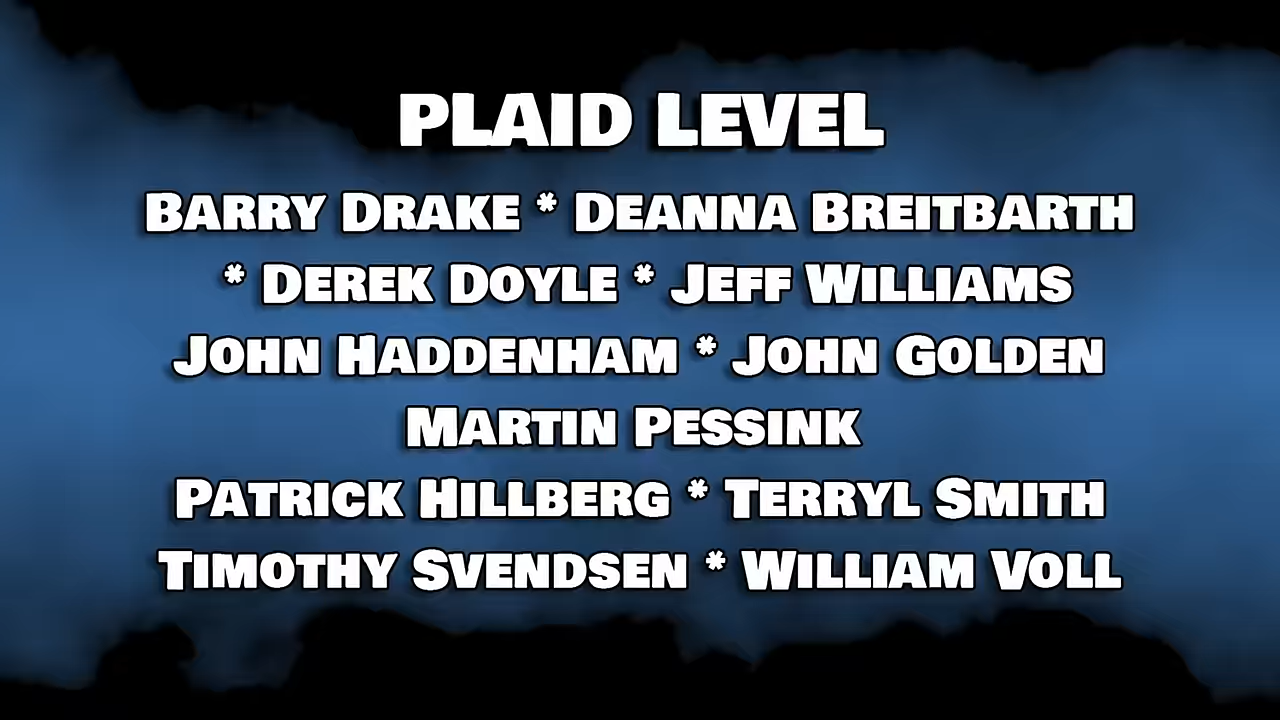 PLAID LEVEL
BARRY DRAKE * DEANNA BREITBARTH
* DEREK DOYLE * JEFF WILLIAMS
JOHN HADDENHAM * JOHN GOLDEN
MARTIN PESSINK
PATRICK HILLBERG * TERRYL SMITH
TIMOTHY SVENDSEN * WILLIAM VOLL